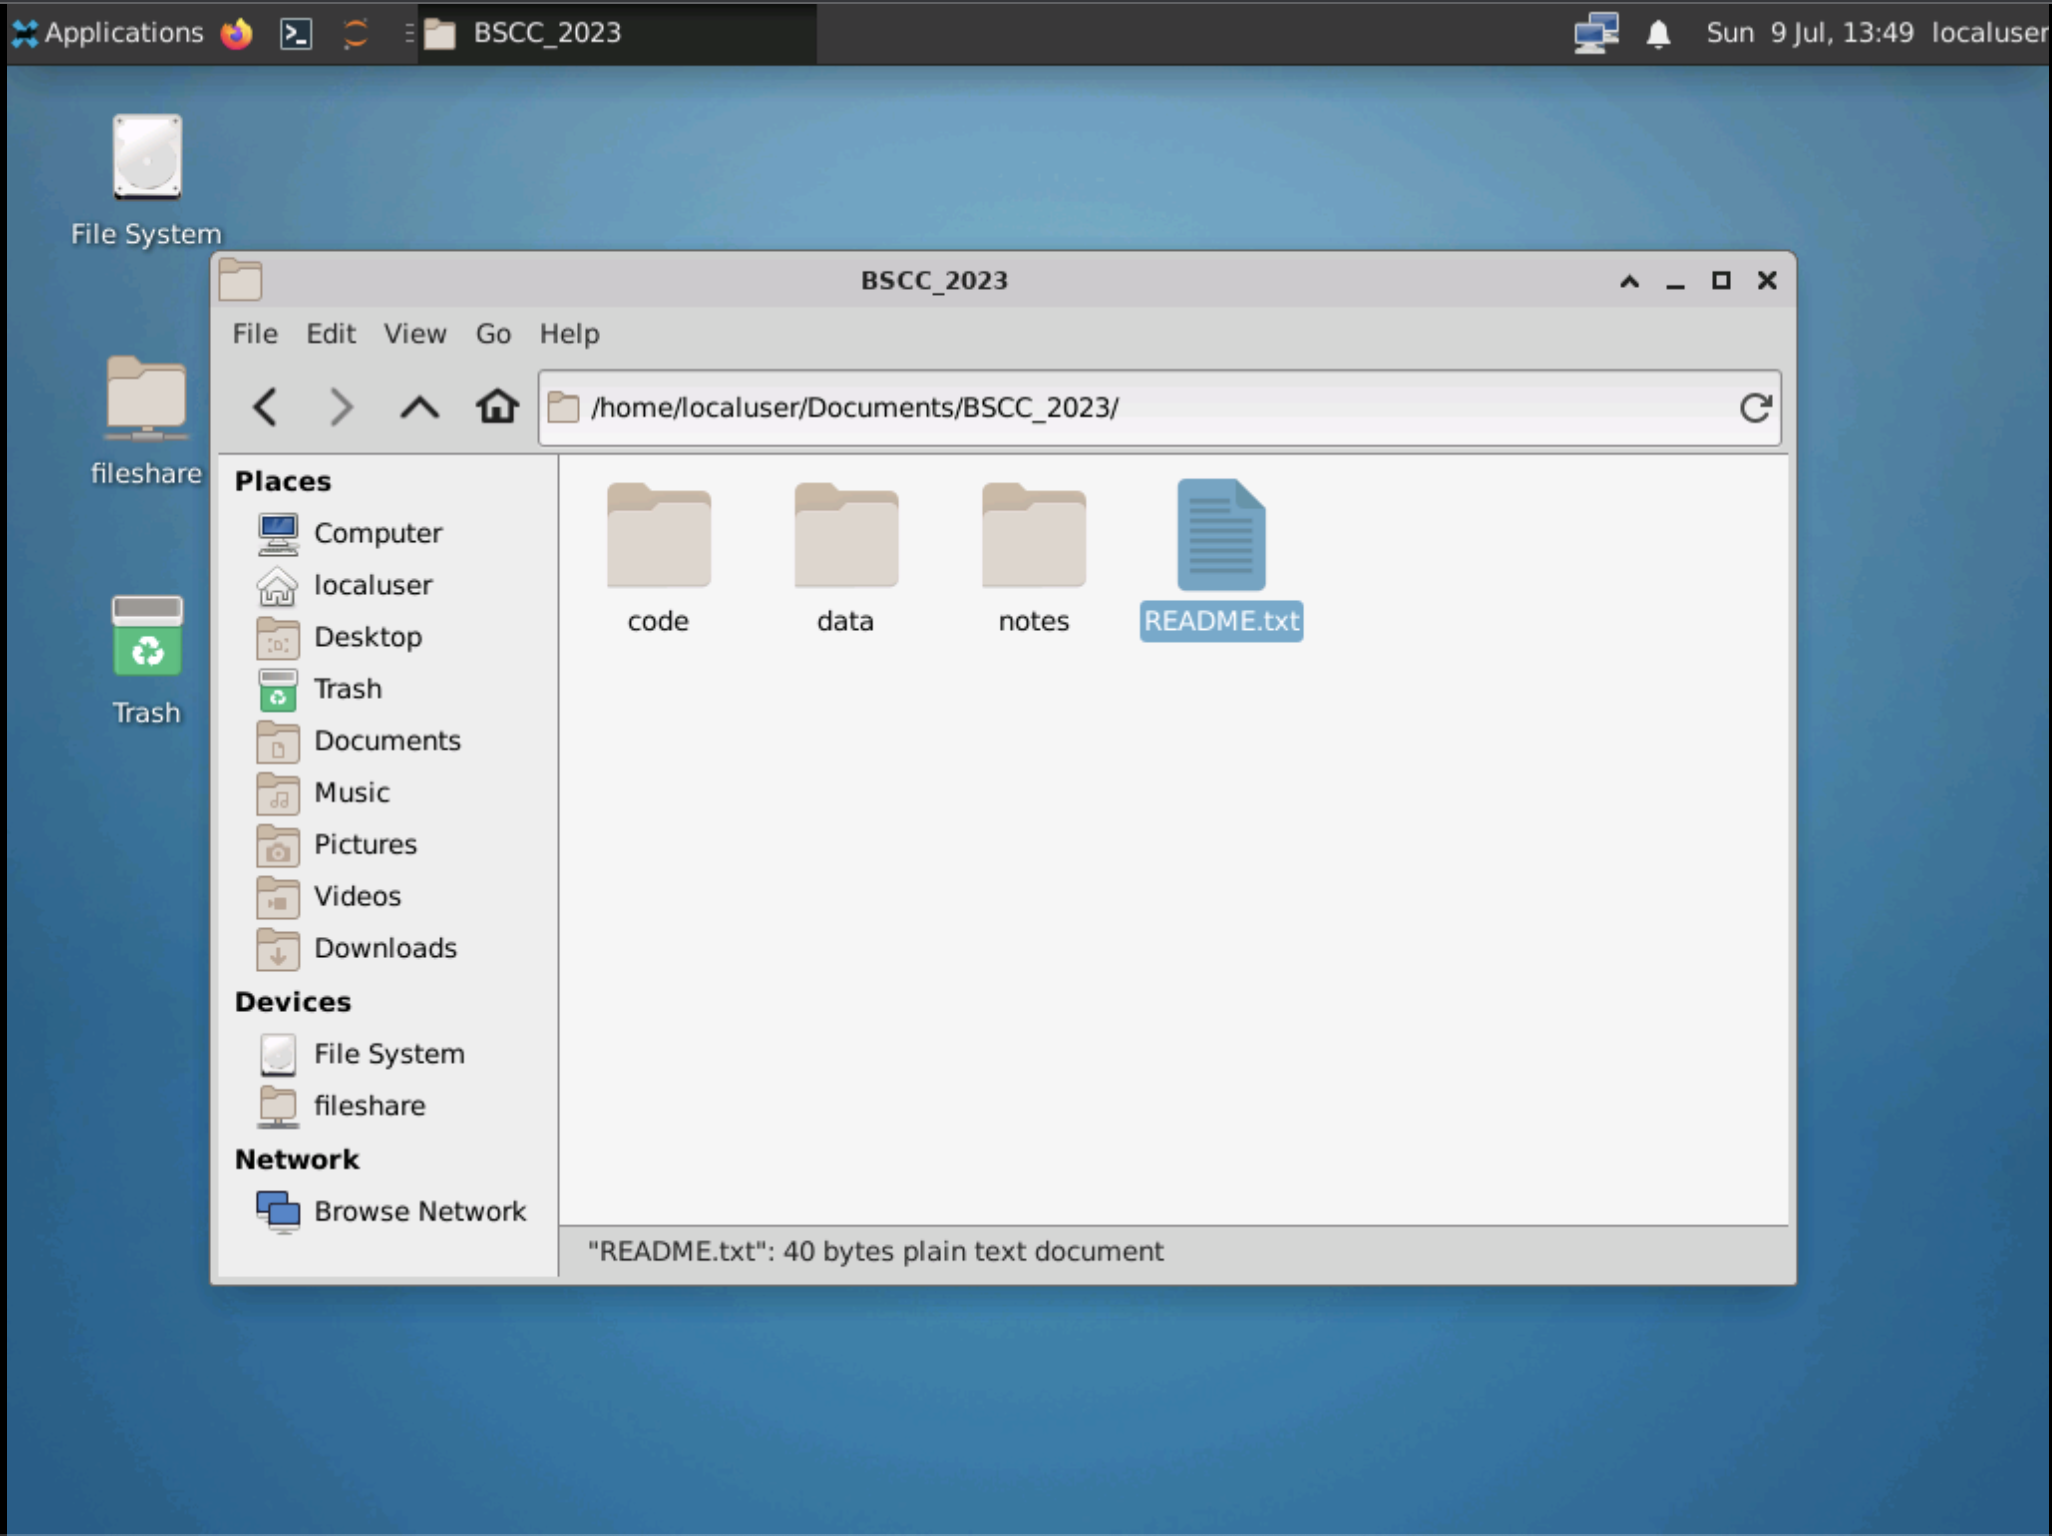 Applications BSCC_2023 Sun 9 Jul, 13:49 localuser
File System
fileshare
Trash
BSCC_2023
File Edit View Go Help
/home/localuser/Documents/BSCC_2023/
Places
Computer
localuser
Desktop
Trash
Documents
Music
Pictures
Videos
Downloads
Devices
File System
fileshare
Network
Browse Network
code data notes README.txt
"README.txt": 40 bytes plain text document